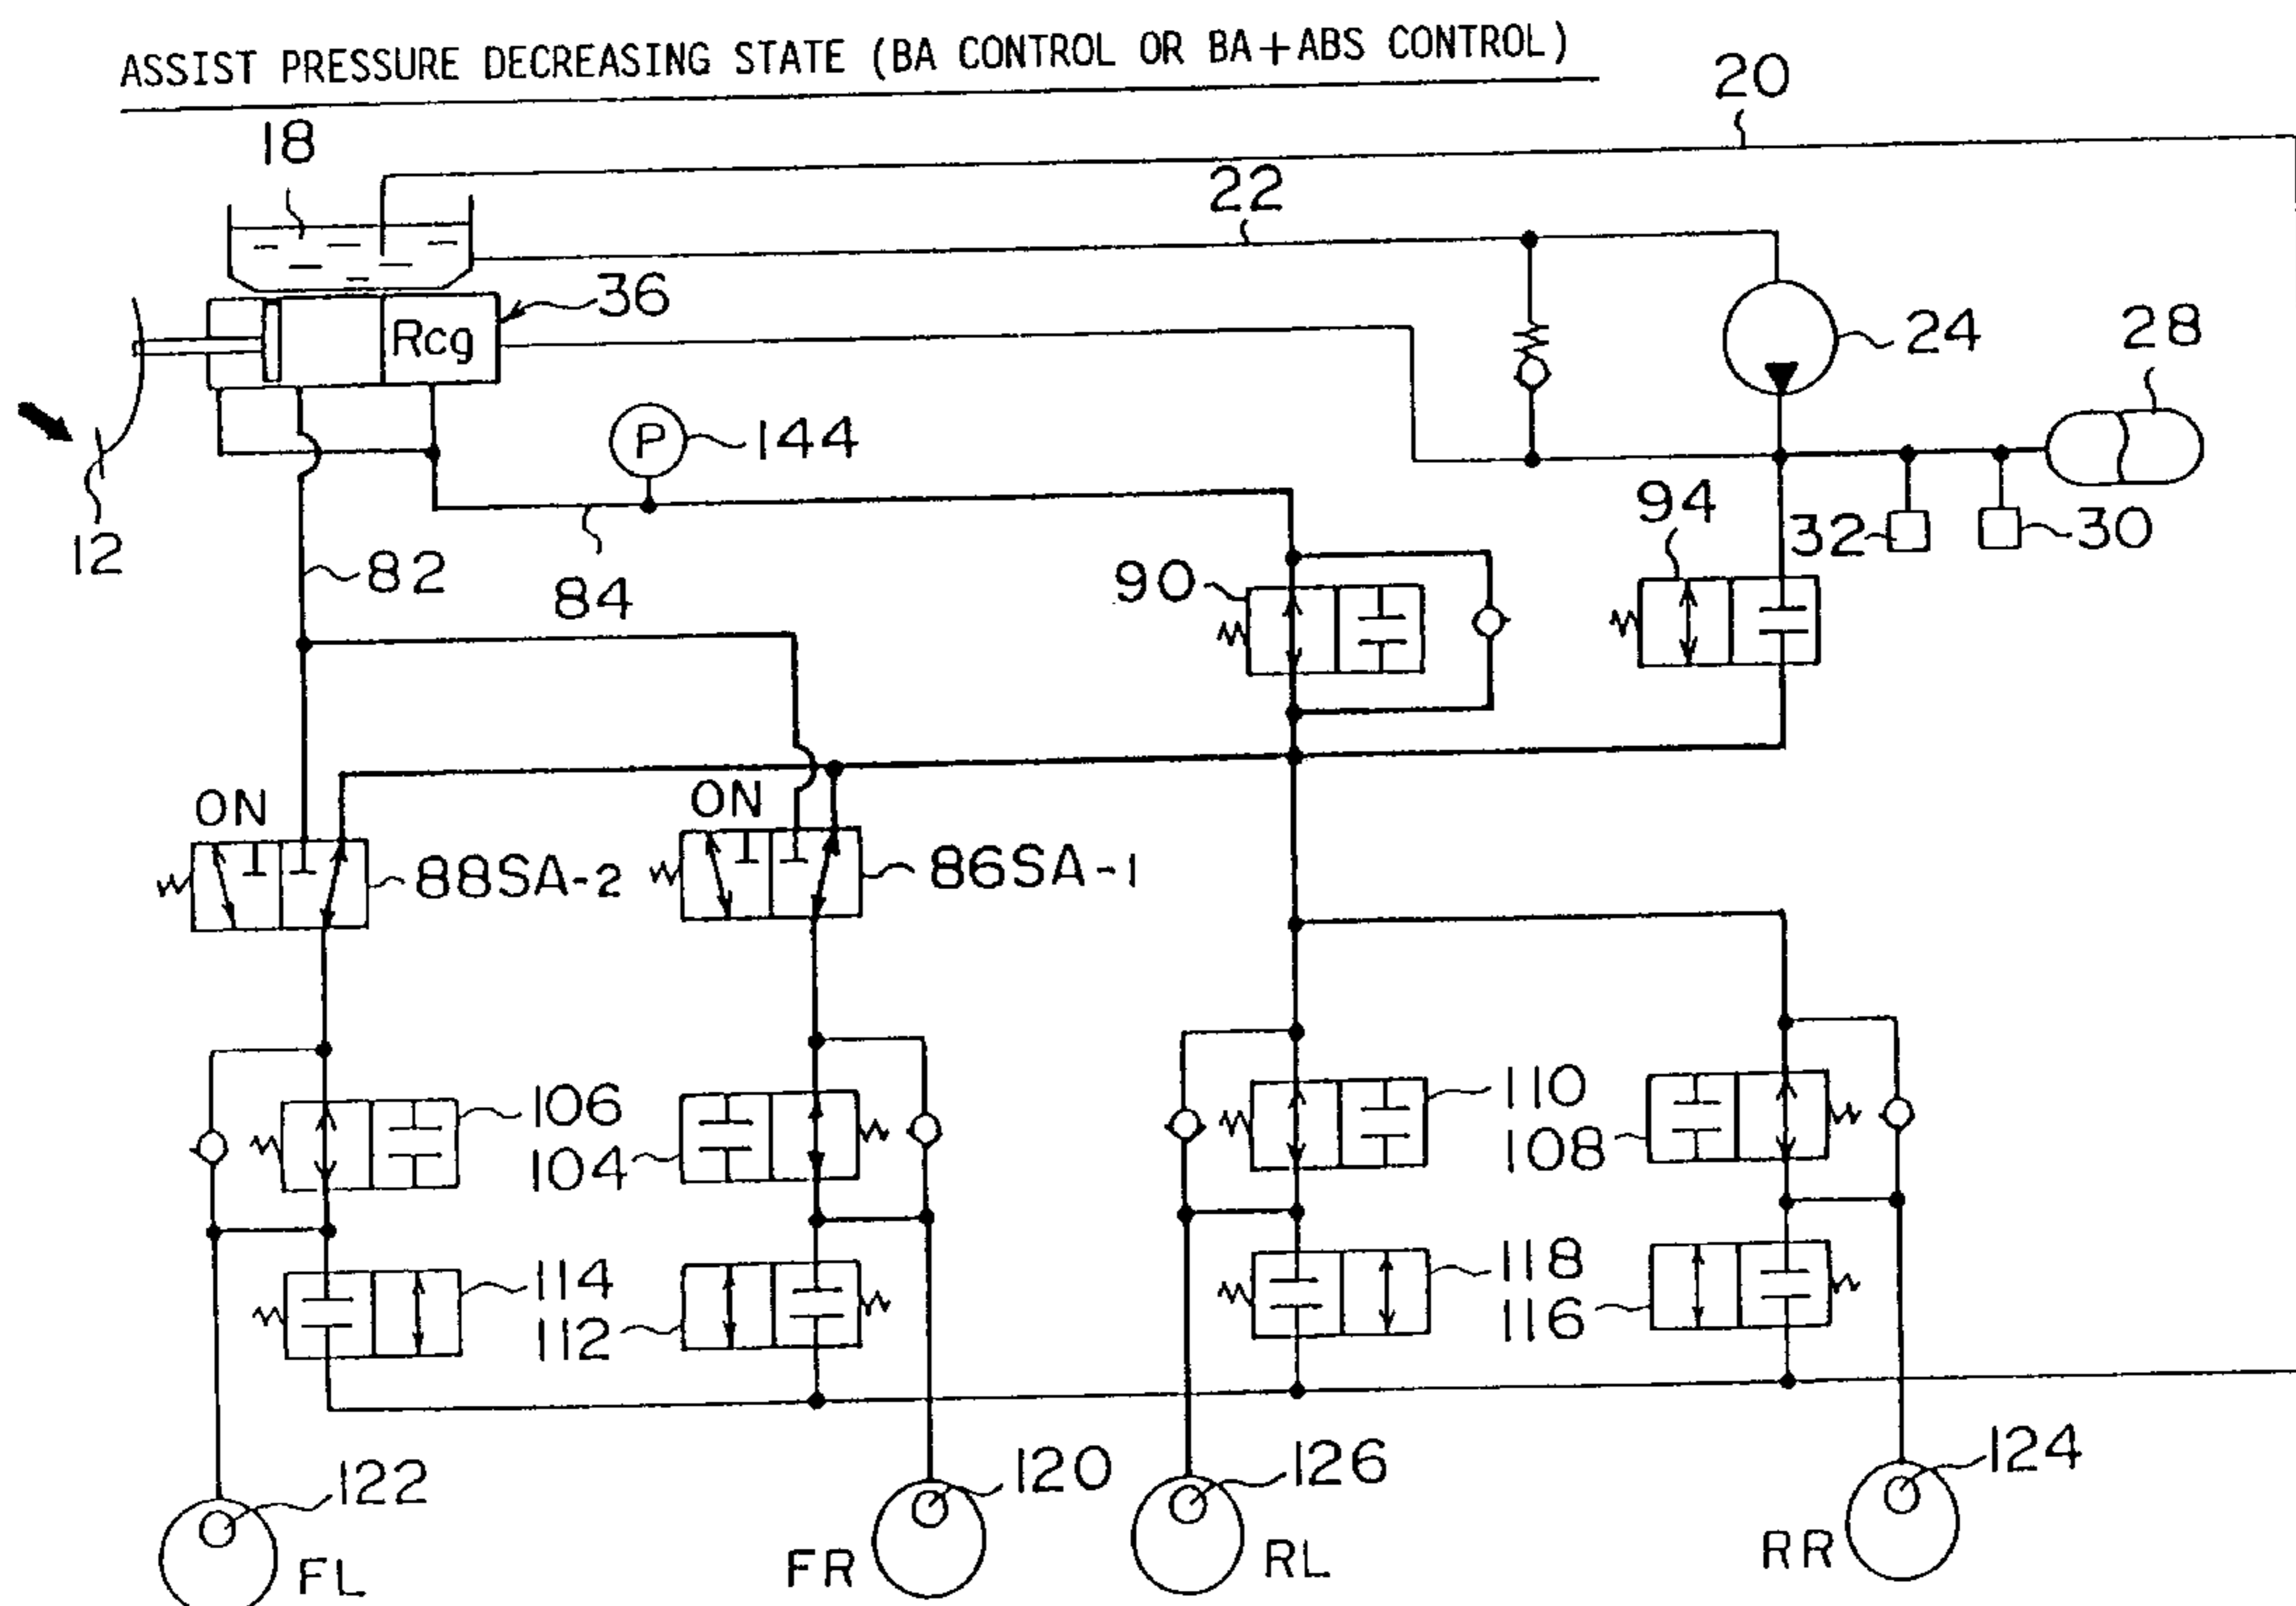 ASSIST PRESSURE DECREASING STATE (BA CONTROL OR BA+ABS CONTROL)
20
18
22
36
Rcg
24
28
P
144
12
82
84
94
32
30
90
ON
ON
88SA-2
86SA-1
106
104
110
108
114
112
118
116
122
120
126
124
FL
FR
RL
RR